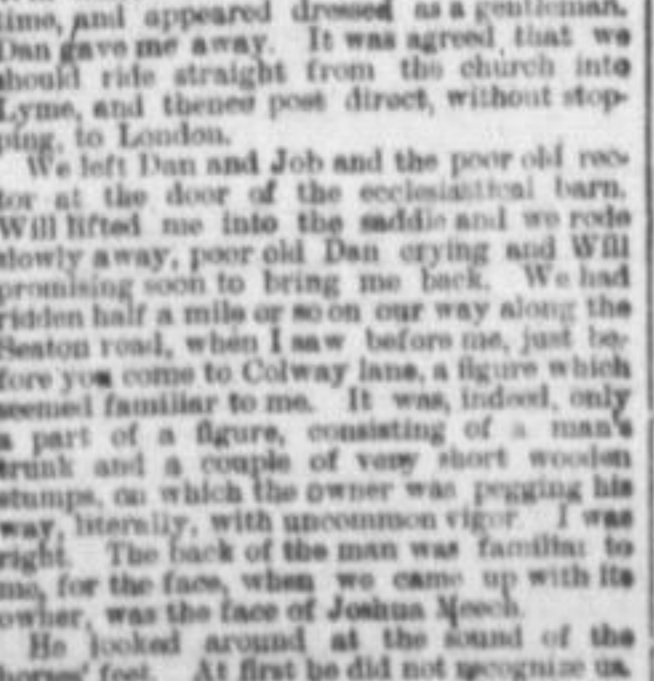 time, and appeared dressed as a gentleman.
Dan gave me away. It was agreed that we
should ride straight from the church into
Lyme, and thence post direct, without stop-
ping, to London.
We left Dan and Job and the poor old rec-
tor at the door of the ecclesiastical barn.
Will lifted me into the saddle and we rode
slowly away, poor old Dan crying and Will
promising soon to bring me back. We had
ridden half a mile or so on our way along the
Seaton road, when I saw before me, just be-
fore you come to Colway lane, a figure which
seemed familiar to me. It was, indeed, only
a part of a figure, consisting of a man's
trunk and a couple of very short wooden
stumps, on which the owner was pegging his
way, literally, with uncommon vigor. I was
right. The back of the man was familiar to
me, for the face, when we came up with its
owner, was the face of Joshua Meech.
He looked around at the sound of the
horses' feet. At first he did not recognize us.